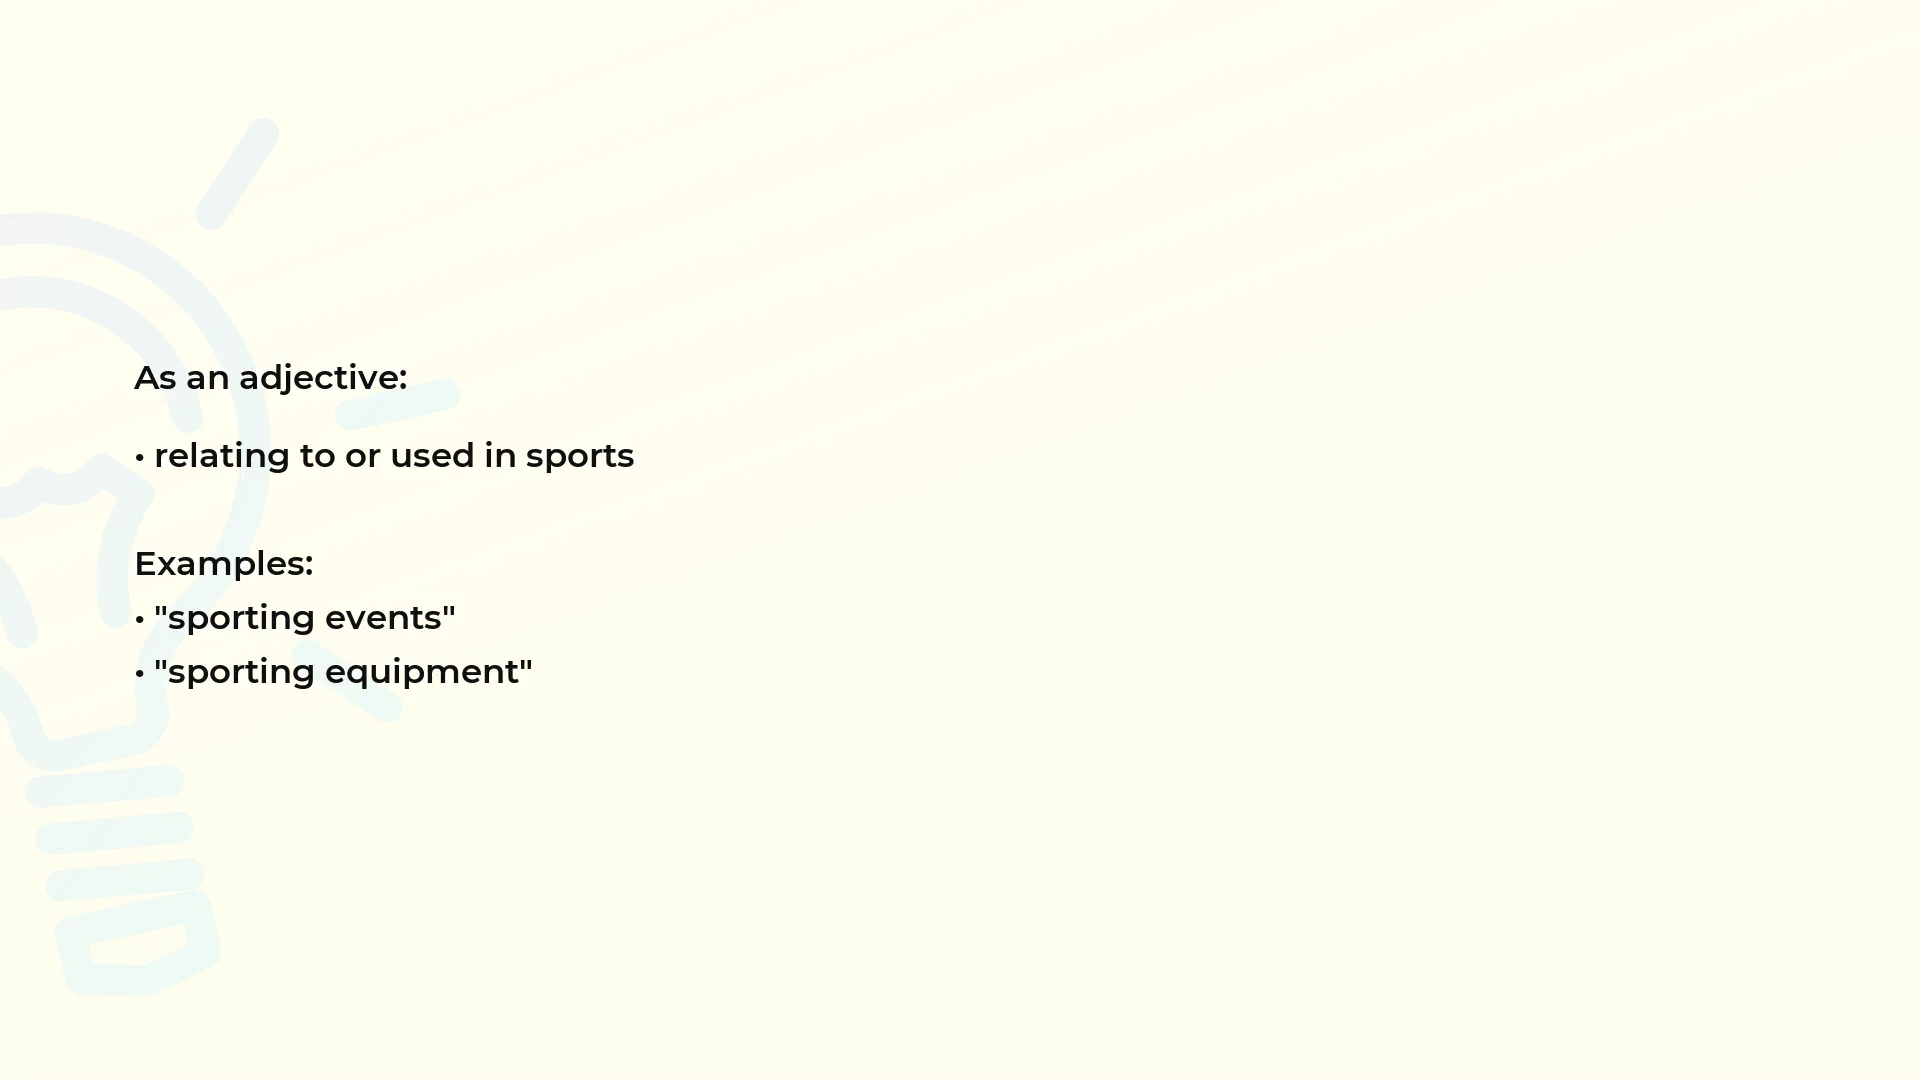 As an adjective:
• relating to or used in sports
Examples:
• "sporting events"
• "sporting equipment"